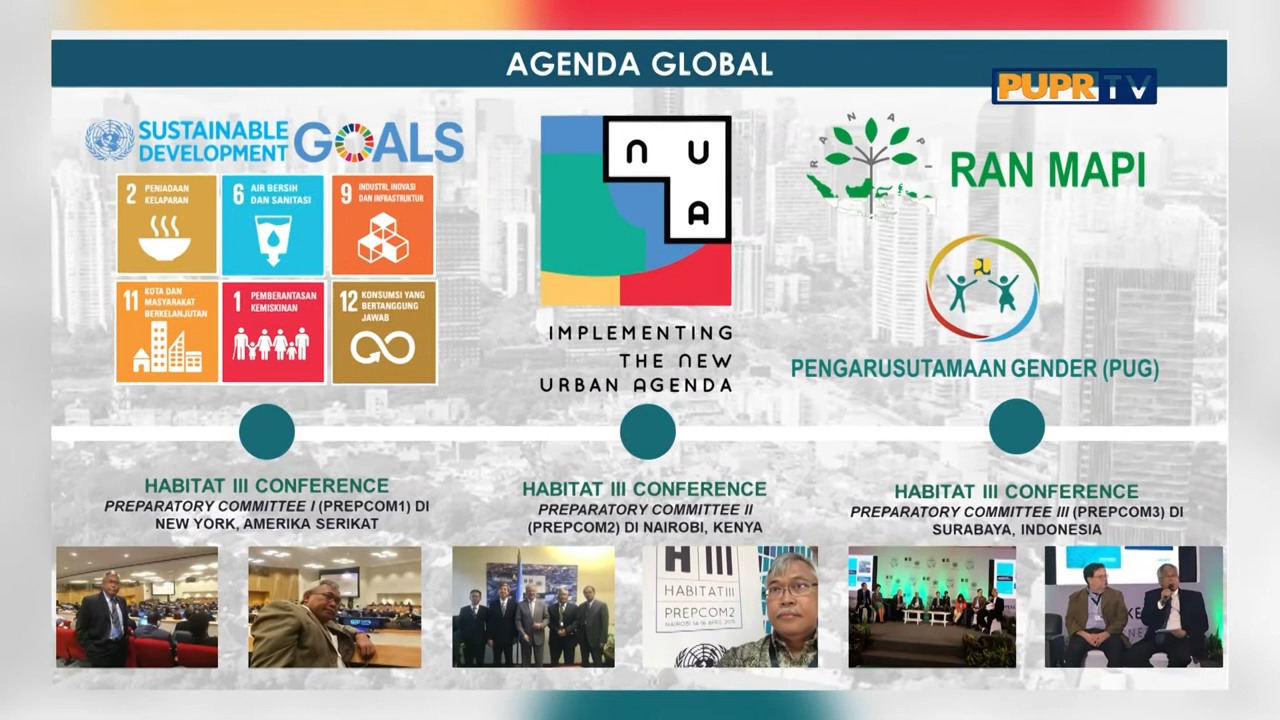 AGENDA GLOBAL
PUPR TV
SUSTAINABLE
DEVELOPMENT
GOALS
2 PENIADAAN
KELAPARAN
6 AIR BERSIH
DAN SANITASI
9 INDUSTRI, INOVASI
DAN INFRASTRUKTUR
11 KOTA DAN
MASYARAKAT
BERKELANJUTAN
1 PEMBERANTASAN
KEMISKINAN
12 KONSUMSI YANG
BERTANGGUNG
JAWAB
NUA
IMPLEMENTING
THE NEW
URBAN AGENDA
RANAPI
RAN MAPI
PENGARUSUTAMAAN GENDER (PUG)
HABITAT III CONFERENCE
PREPARATORY COMMITTEE I (PREPCOM1) DI
NEW YORK, AMERIKA SERIKAT
HABITAT III CONFERENCE
PREPARATORY COMMITTEE II
(PREPCOM2) DI NAIROBI, KENYA
HABITAT III CONFERENCE
PREPARATORY COMMITTEE III (PREPCOM3) DI
SURABAYA, INDONESIA
H III
HABITAT III
PREPCOM2